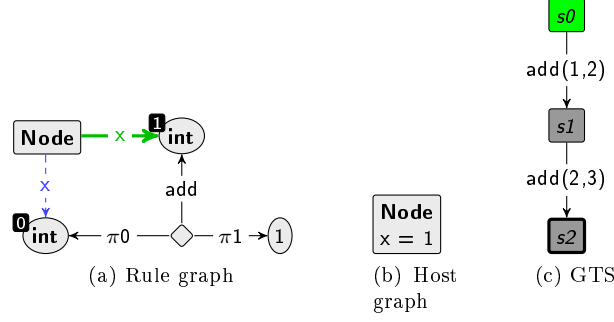 s0
add(1,2)
s1
add(2,3)
s2
Node
x
1
int
x
add
0
int
π0
π1
1
Node
x = 1
(a) Rule graph
(b) Host
graph
(c) GTS